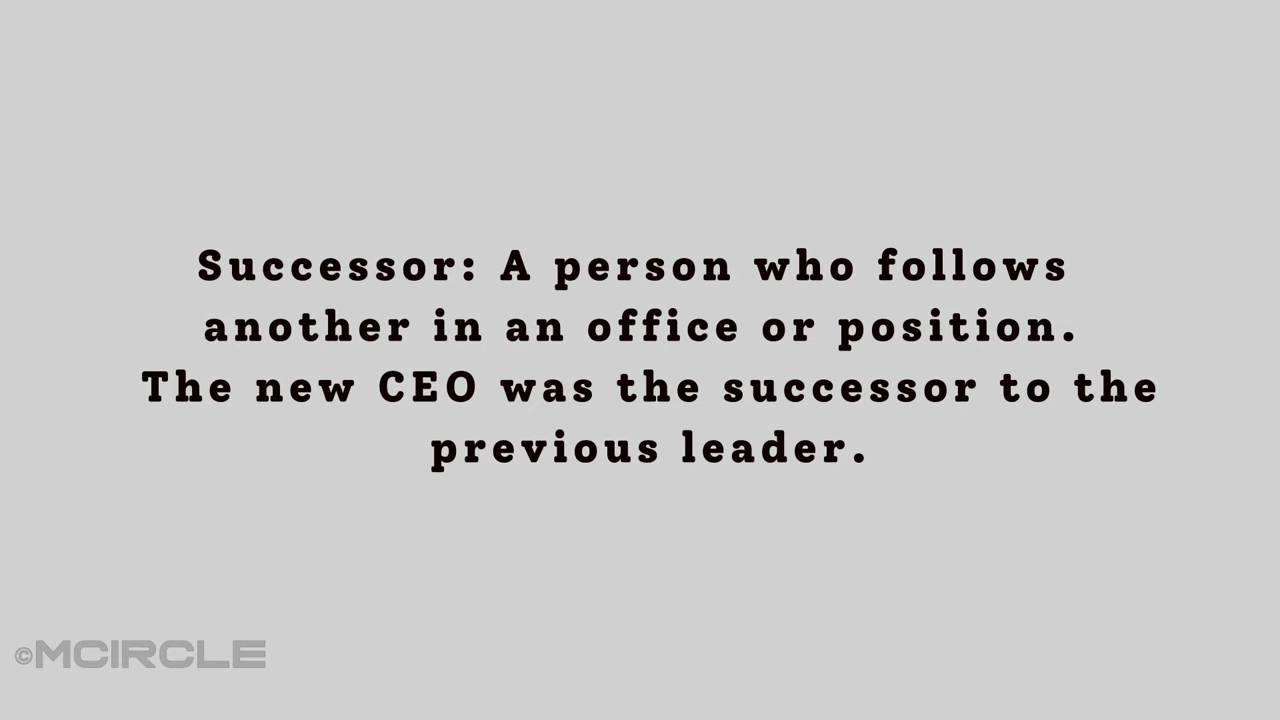 Successor: A person who follows
another in an office or position.
The new CEO was the successor to the
previous leader.
©MCIRCLE